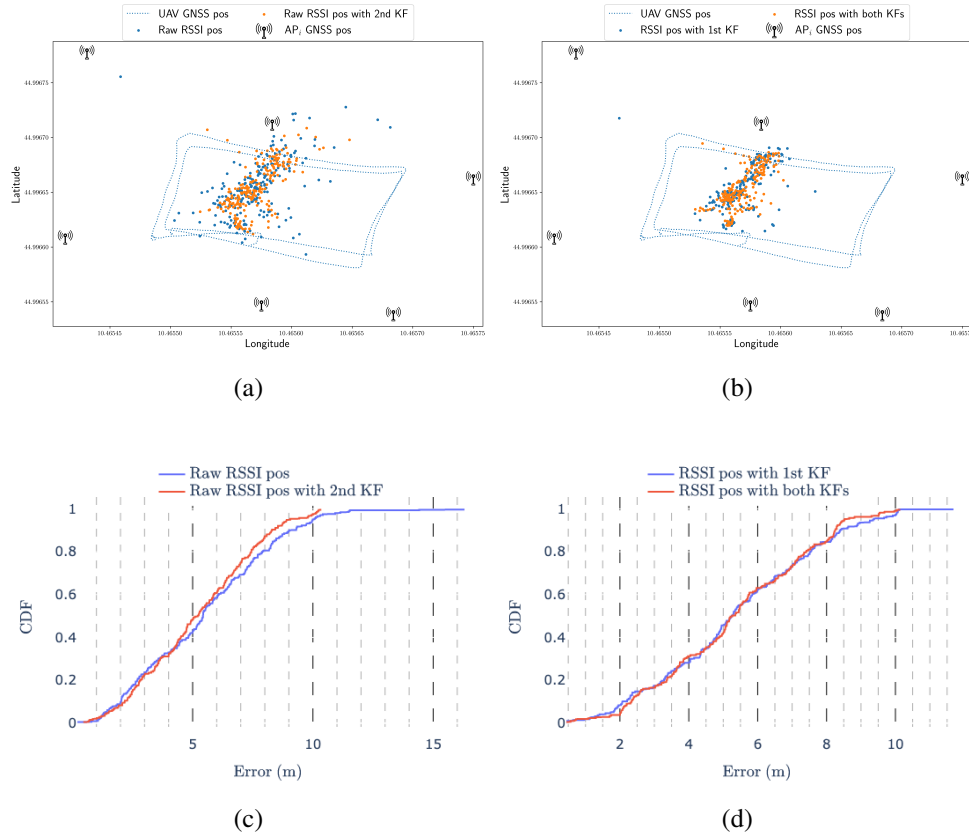 UAV GNSS pos
Raw RSSI pos with 2nd KF
Raw RSSI pos
APᵢ GNSS pos
44.99675
44.99670
44.99665
44.99660
44.99655
Latitude
10.46545
10.46550
10.46555
10.46560
10.46565
10.46570
10.46575
Longitude
(a)
UAV GNSS pos
RSSI pos with both KFs
RSSI pos with 1st KF
APᵢ GNSS pos
44.99675
44.99670
44.99665
44.99660
44.99655
Latitude
10.46545
10.46550
10.46555
10.46560
10.46565
10.46570
10.46575
Longitude
(b)
Raw RSSI pos
Raw RSSI pos with 2nd KF
1
0.8
0.6
0.4
0.2
0
CDF
5
10
15
Error (m)
(c)
RSSI pos with 1st KF
RSSI pos with both KFs
1
0.8
0.6
0.4
0.2
0
CDF
2
4
6
8
10
Error (m)
(d)